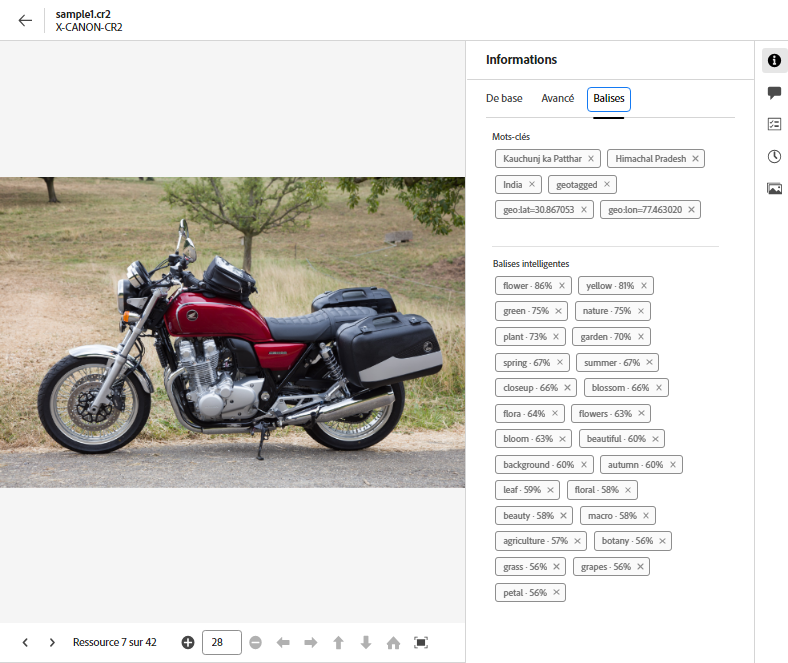 sample1.cr2
X-CANON-CR2
Informations
De base Avancé Balises
Mots-clés
Kauchunj ka Patthar × Himachal Pradesh ×
India × geotagged ×
geo:lat=30.867053 × geo:lon=77.463020 ×
Balises intelligentes
flower · 86% × yellow · 81% ×
green · 75% × nature · 75% ×
plant · 73% × garden · 70% ×
spring · 67% × summer · 67% ×
closeup · 66% × blossom · 66% ×
flora · 64% × flowers · 63% ×
bloom · 63% × beautiful · 60% ×
background · 60% × autumn · 60% ×
leaf · 59% × floral · 58% ×
beauty · 58% × macro · 58% ×
agriculture · 57% × botany · 56% ×
grass · 56% × grapes · 56% ×
petal · 56% ×
Ressource 7 sur 42 28